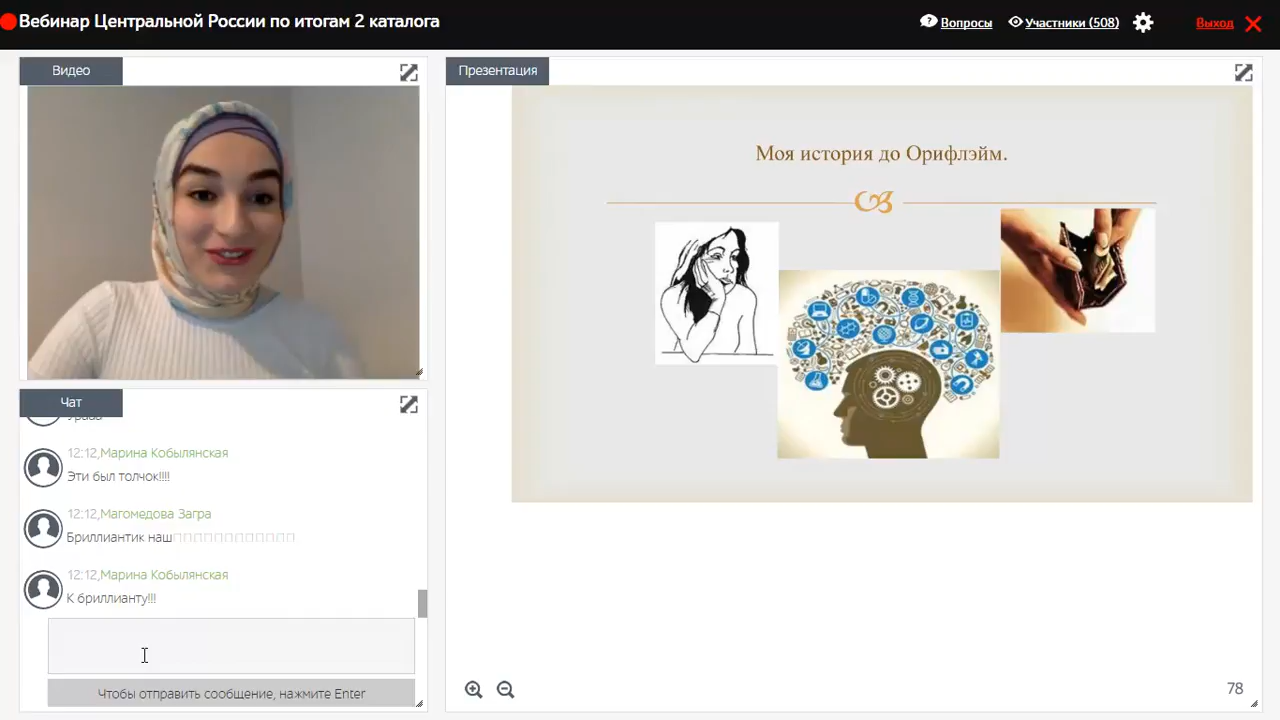 Вебинар Центральной России по итогам 2 каталога
Вопросы
Участники (508)
Выход
Видео
Презентация
Моя история до Орифлэйм.
Чат
12:12,Марина Кобылянская
Эти был толчок!!!!
12:12,Магомедова Загра
Бриллиантик наш
12:12,Марина Кобылянская
К бриллианту!!!
Чтобы отправить сообщение, нажмите Enter
78